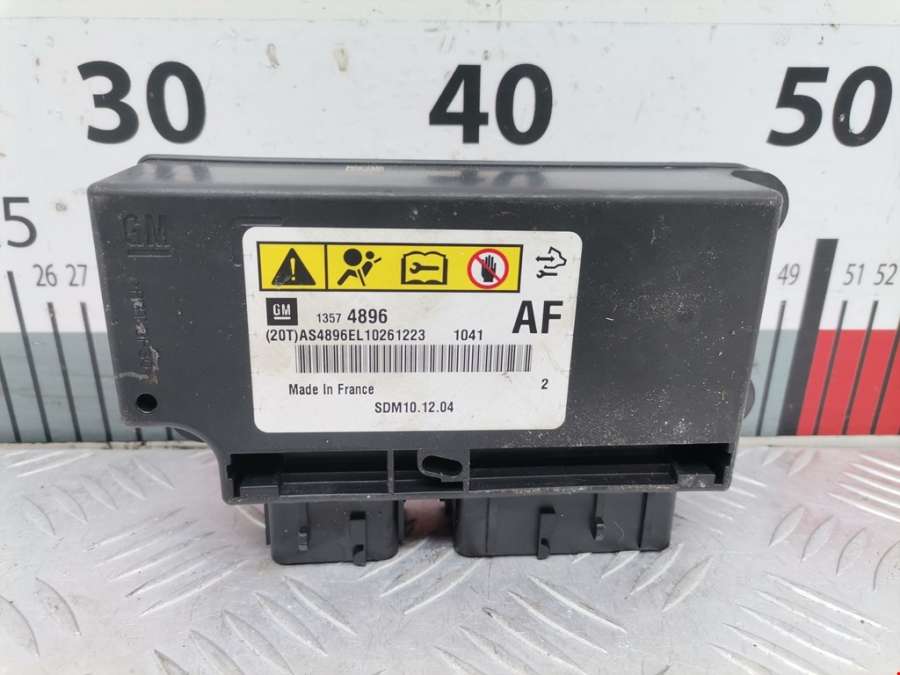 30 40 50
25 26 27 49 51 52
GM
GM 1357 4896 AF
(20T)AS4896EL10261223 1041
Made In France 2
SDM10.12.04